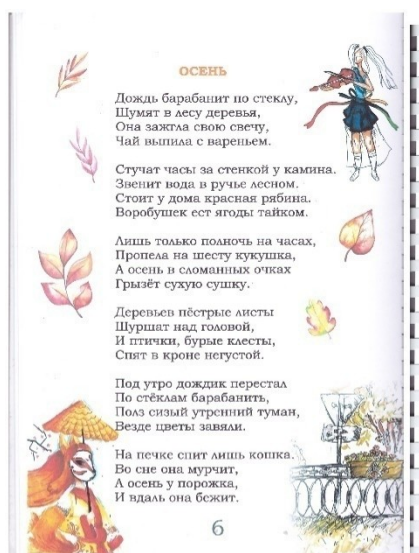 ОСЕНЬ
Дождь барабанит по стеклу,
Шумят в лесу деревья,
Она зажгла свою свечу,
Чай выпила с вареньем.
Стучат часы за стенкой у камина.
Звенит вода в ручье лесном.
Стоит у дома красная рябина.
Воробушек ест ягоды тайком.
Лишь только полночь на часах,
Пропела на шесту кукушка,
А осень в сломанных очках
Грызёт сухую сушку.
Деревьев пёстрые листы
Шуршат над головой,
И птички, бурые клесты,
Спят в кроне негустой.
Под утро дождик перестал
По стёклам барабанить,
Полз сизый утренний туман,
Везде цветы завяли.
На печке спит лишь кошка.
Во сне она мурчит,
А осень у порожка,
И вдаль она бежит.
6